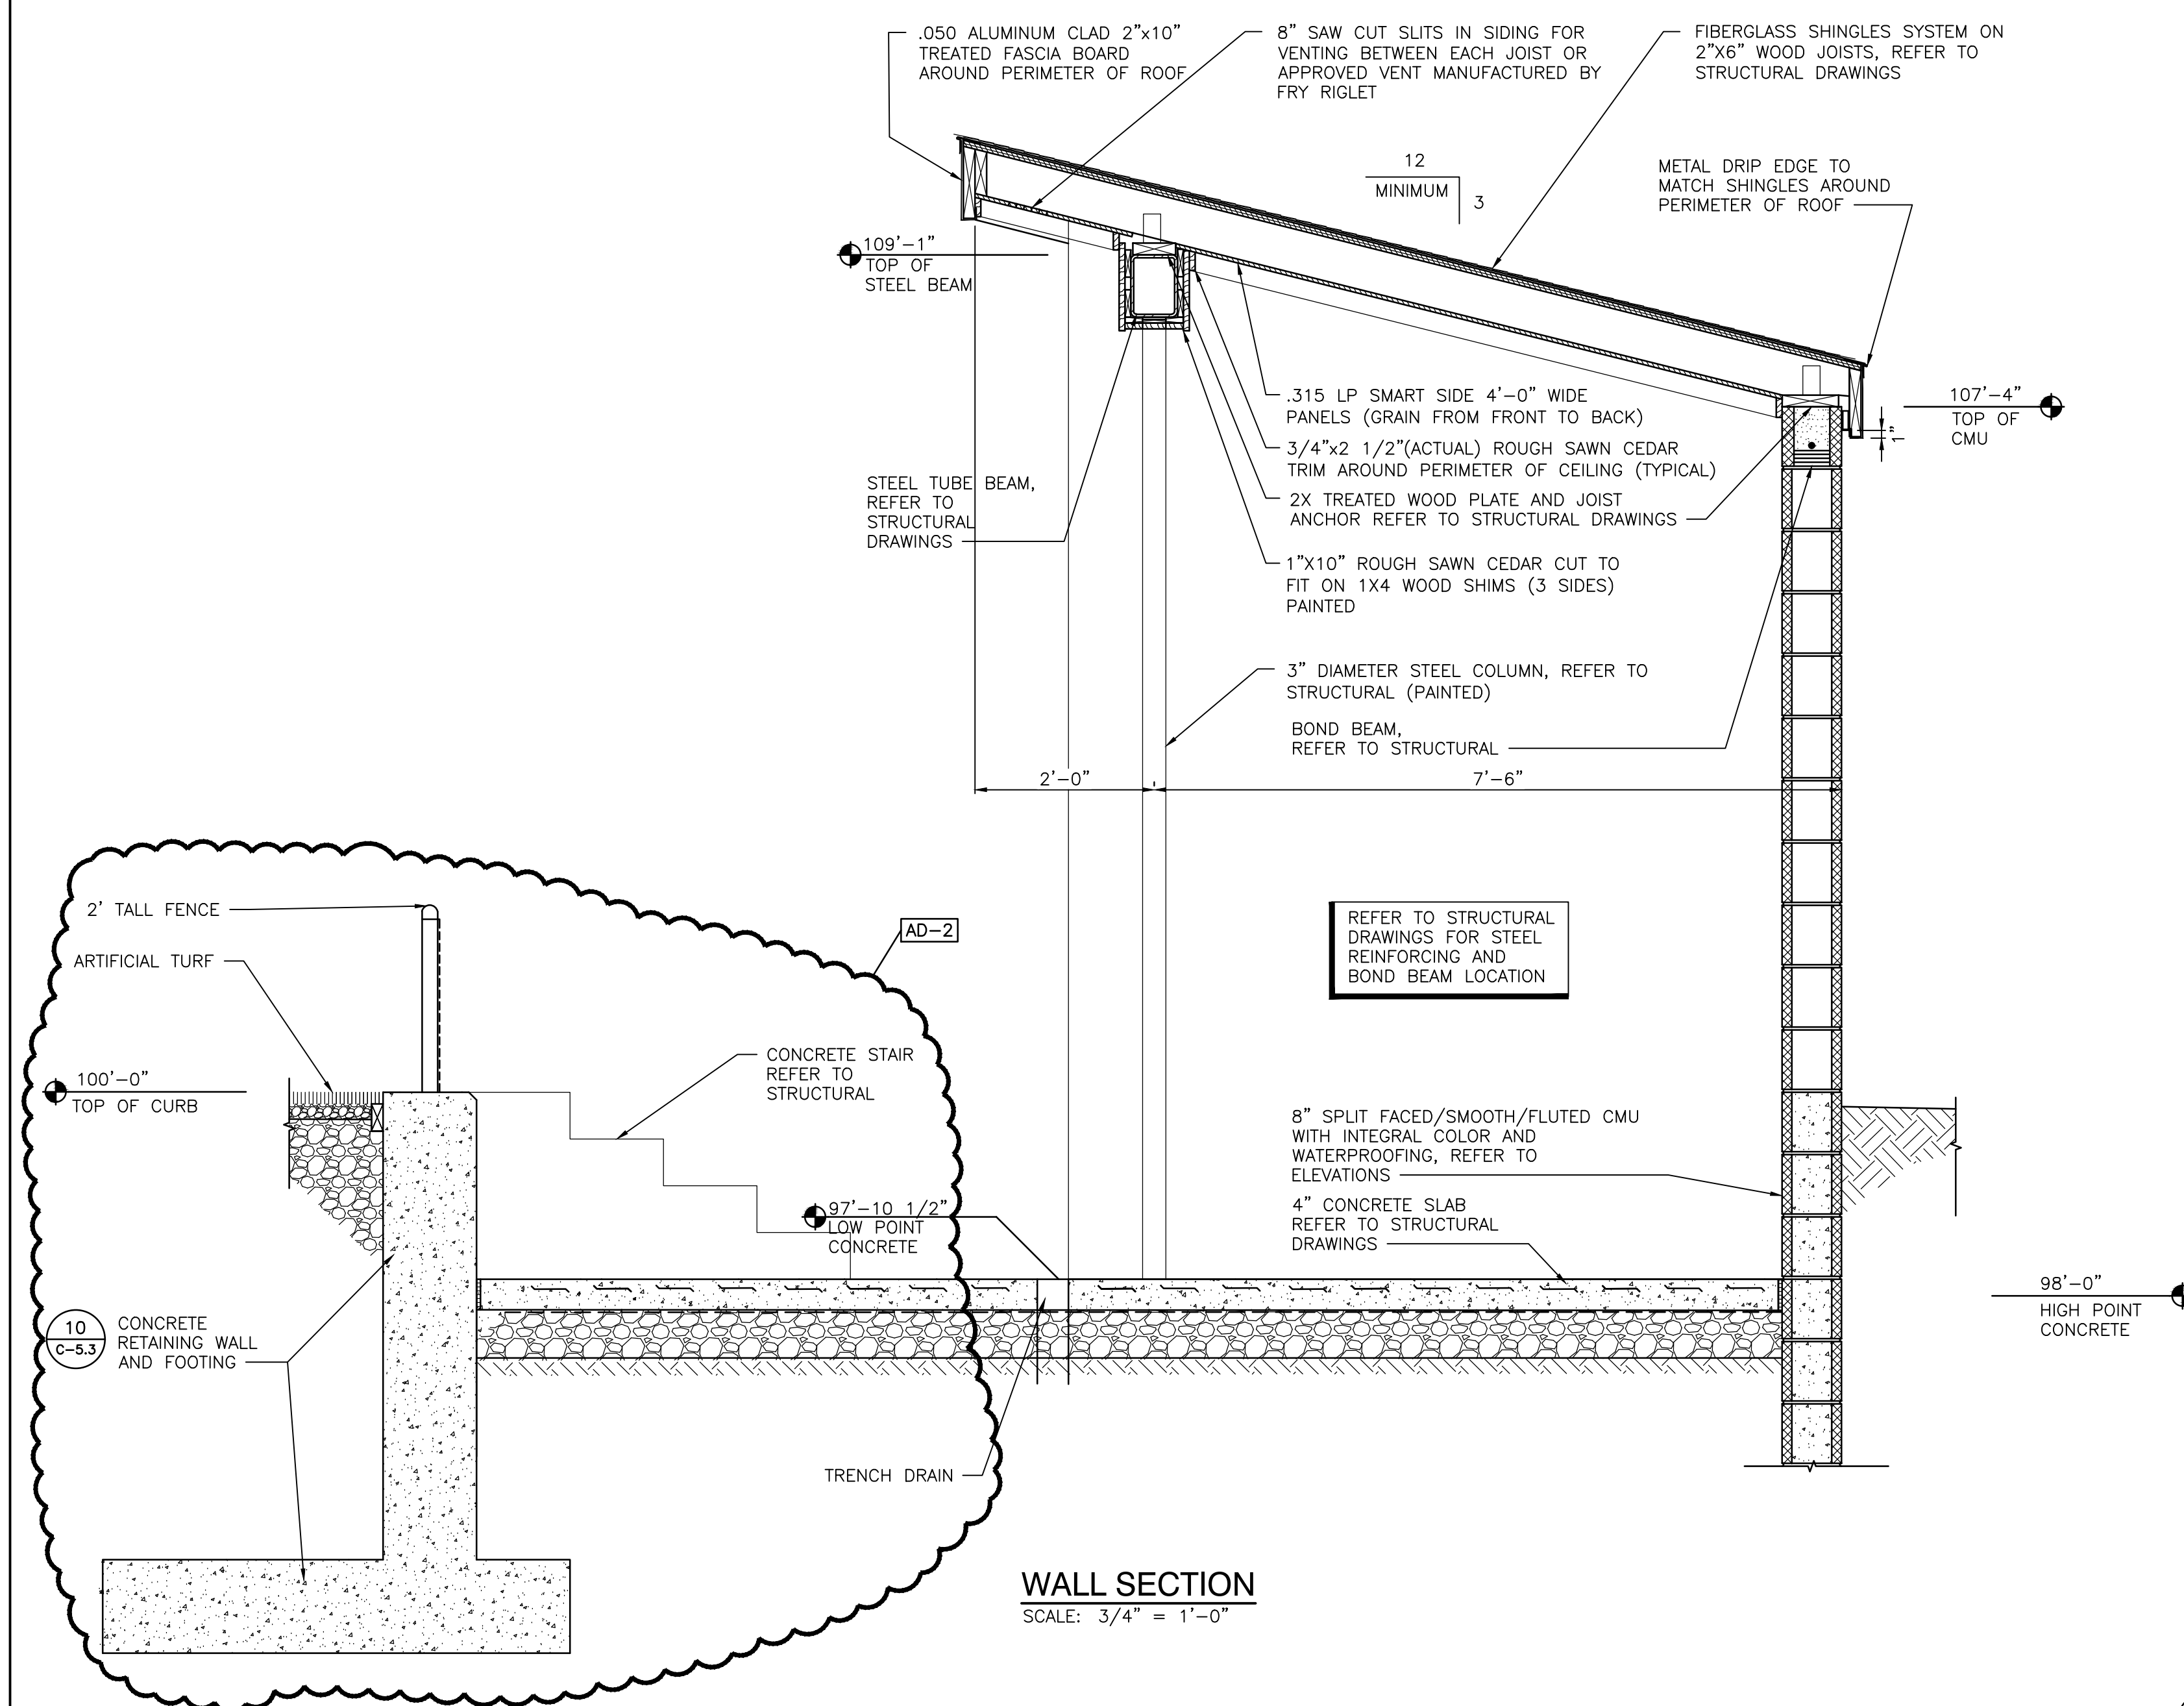 .050 ALUMINUM CLAD 2"x10"
TREATED FASCIA BOARD
AROUND PERIMETER OF ROOF
8" SAW CUT SLITS IN SIDING FOR
VENTING BETWEEN EACH JOIST OR
APPROVED VENT MANUFACTURED BY
FRY RIGLET
FIBERGLASS SHINGLES SYSTEM ON
2"X6" WOOD JOISTS, REFER TO
STRUCTURAL DRAWINGS
12
MINIMUM
3
METAL DRIP EDGE TO
MATCH SHINGLES AROUND
PERIMETER OF ROOF
109'-1"
TOP OF
STEEL BEAM
107'-4"
TOP OF
CMU
1"
.315 LP SMART SIDE 4'-0" WIDE
PANELS (GRAIN FROM FRONT TO BACK)
3/4"x2 1/2"(ACTUAL) ROUGH SAWN CEDAR
TRIM AROUND PERIMETER OF CEILING (TYPICAL)
2X TREATED WOOD PLATE AND JOIST
ANCHOR REFER TO STRUCTURAL DRAWINGS
STEEL TUBE BEAM,
REFER TO
STRUCTURAL
DRAWINGS
1"X10" ROUGH SAWN CEDAR CUT TO
FIT ON 1X4 WOOD SHIMS (3 SIDES)
PAINTED
3" DIAMETER STEEL COLUMN, REFER TO
STRUCTURAL (PAINTED)
BOND BEAM,
REFER TO STRUCTURAL
2'-0"
7'-6"
2' TALL FENCE
ARTIFICIAL TURF
AD-2
REFER TO STRUCTURAL
DRAWINGS FOR STEEL
REINFORCING AND
BOND BEAM LOCATION
100'-0"
TOP OF CURB
CONCRETE STAIR
REFER TO
STRUCTURAL
8" SPLIT FACED/SMOOTH/FLUTED CMU
WITH INTEGRAL COLOR AND
WATERPROOFING, REFER TO
ELEVATIONS
97'-10 1/2"
LOW POINT
CONCRETE
4" CONCRETE SLAB
REFER TO STRUCTURAL
DRAWINGS
98'-0"
HIGH POINT
CONCRETE
10
C-5.3
CONCRETE
RETAINING WALL
AND FOOTING
TRENCH DRAIN
WALL SECTION
SCALE: 3/4" = 1'-0"